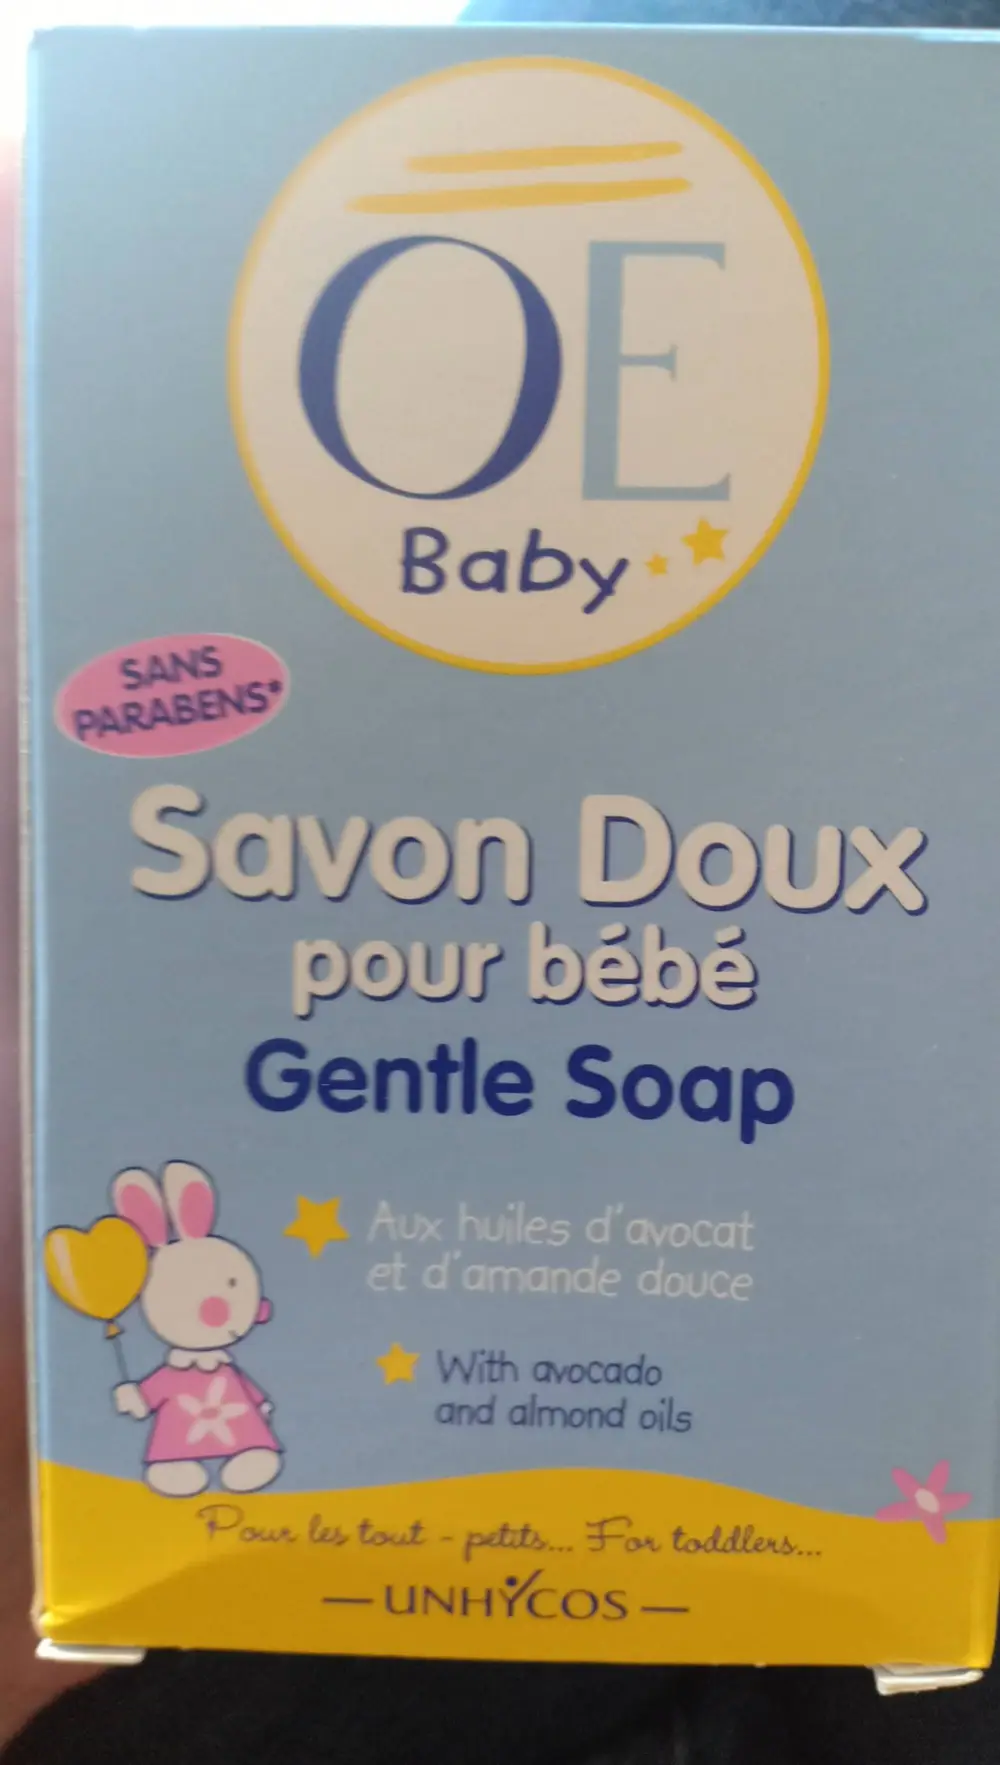 OE
Baby
SANS
PARABENS*
Savon Doux
pour bébé
Gentle Soap
Aux huiles d'avocat
et d'amande douce
With avocado
and almond oils
Pour les tout - petits... For toddlers...
— UNHYCOS —